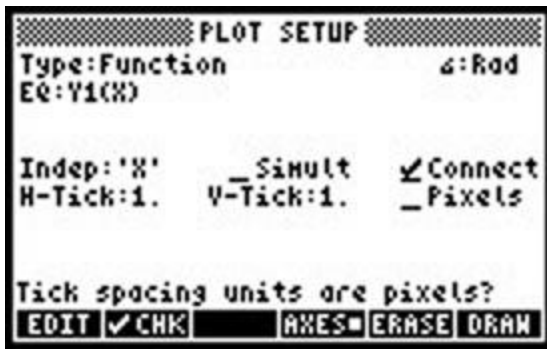 PLOT SETUP
Type:Function ∡:Rad
EQ:Y1(X)
Indep:'X' _Simult ✓Connect
H-Tick:1. V-Tick:1. _Pixels
Tick spacing units are pixels?
EDIT ✓CHK AXES▪ ERASE DRAW